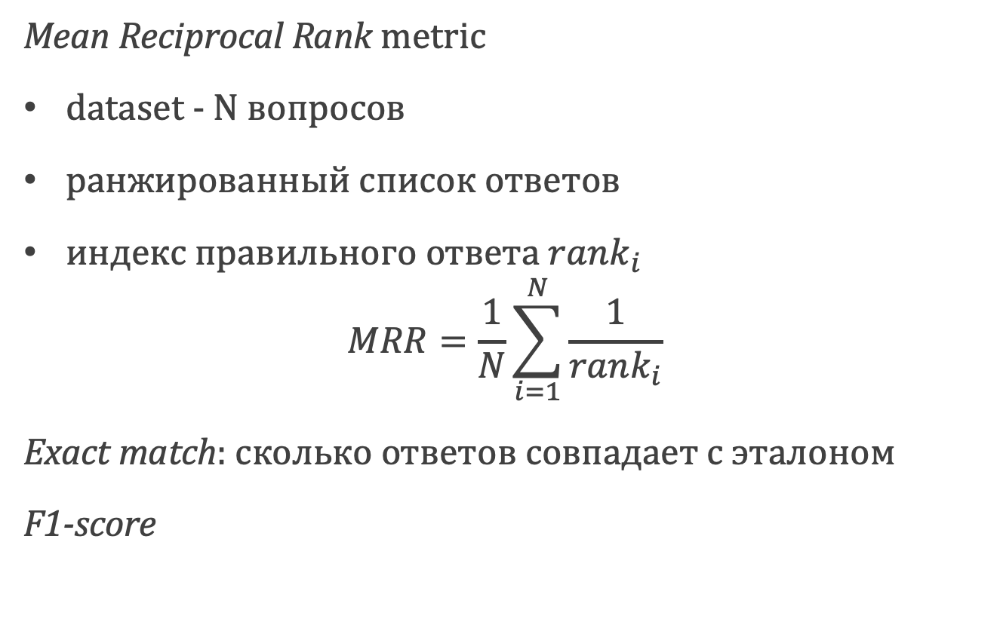 Mean Reciprocal Rank metric
• dataset - N вопросов
• ранжированный список ответов
• индекс правильного ответа rankᵢ
MRR = \frac{1}{N} \sum_{i=1}^{N} \frac{1}{rank_i}
Exact match: сколько ответов совпадает с эталоном
F1-score